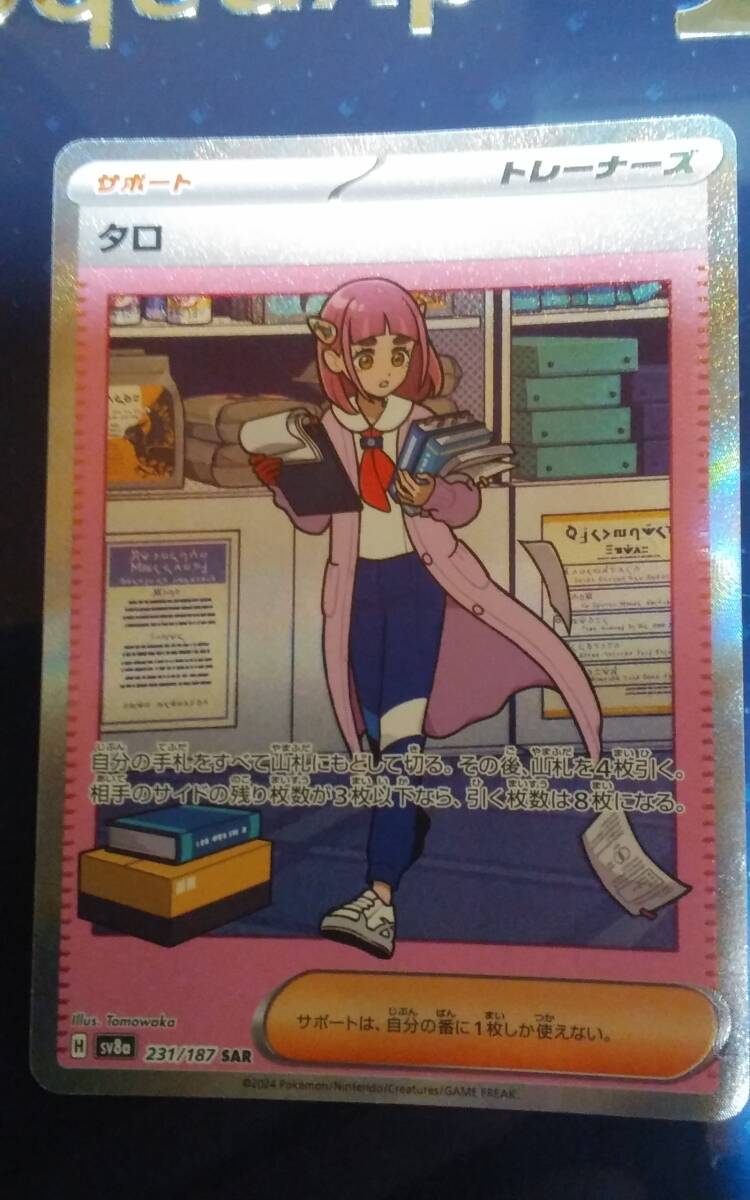 サポート
トレーナーズ
タロ
自分の手札をすべて山札にもどして切る。その後、山札を4枚引く。
相手のサイドの残り枚数が3枚以下なら、引く枚数は8枚になる。
サポートは、自分の番に1枚しか使えない。
Illus. Tomowaka
H SV8a 231/187 SAR
©2024 Pokémon/Nintendo/Creatures/GAME FREAK.